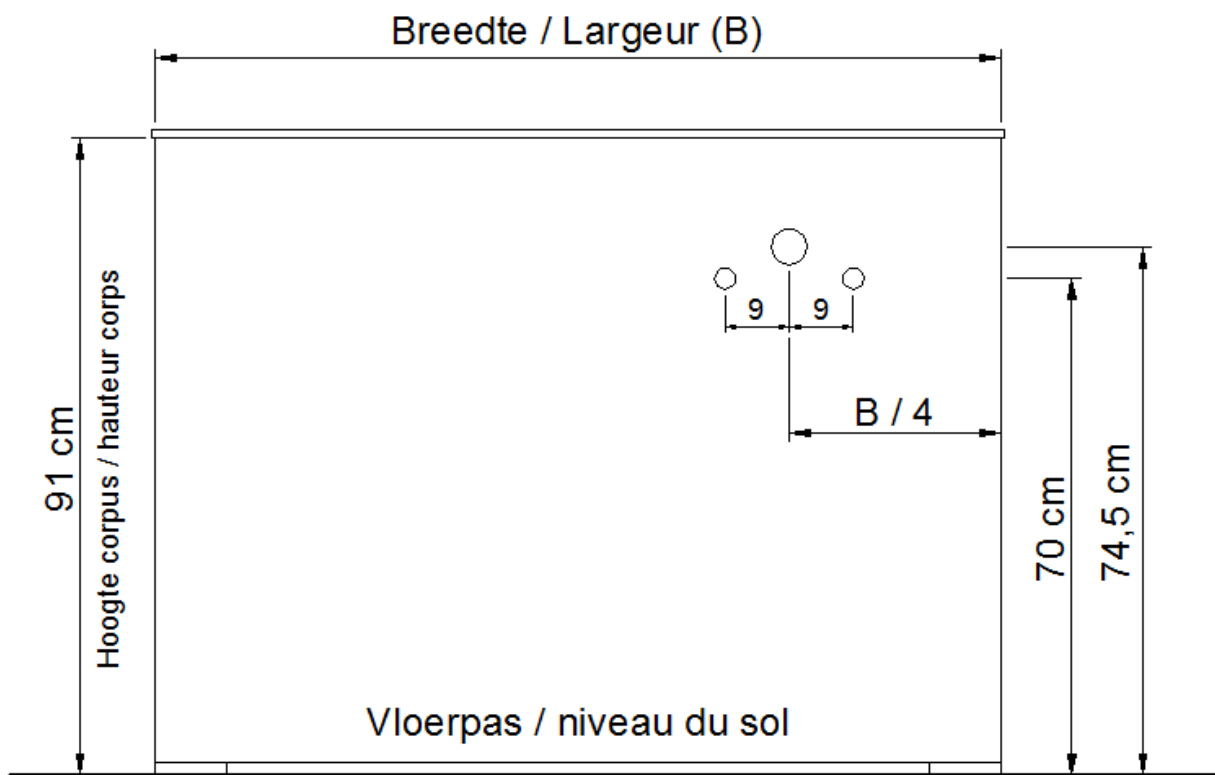 Breedte / Largeur (B)
91 cm
Hoogte corpus / hauteur corps
9
9
B / 4
70 cm
74,5 cm
Vloerpas / niveau du sol